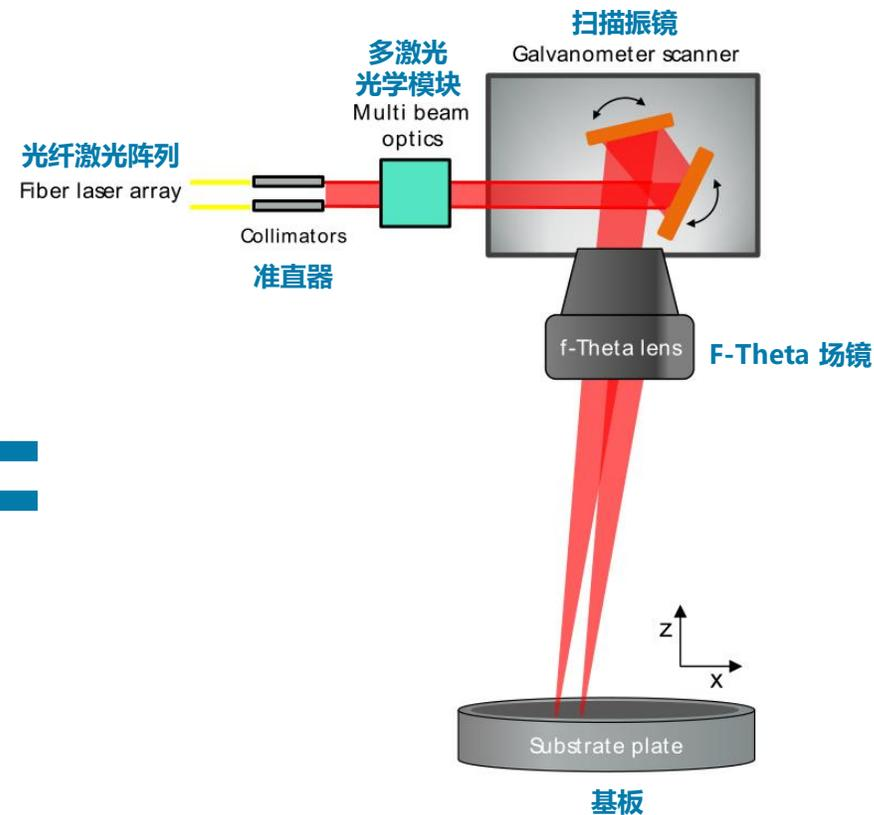 扫描振镜
Galvanometer scanner
多激光
光学模块
Multi beam
optics
光纤激光阵列
Fiber laser array
Collimators
准直器
f-Theta lens
F-Theta 场镜
z
x
Substrate plate
基板